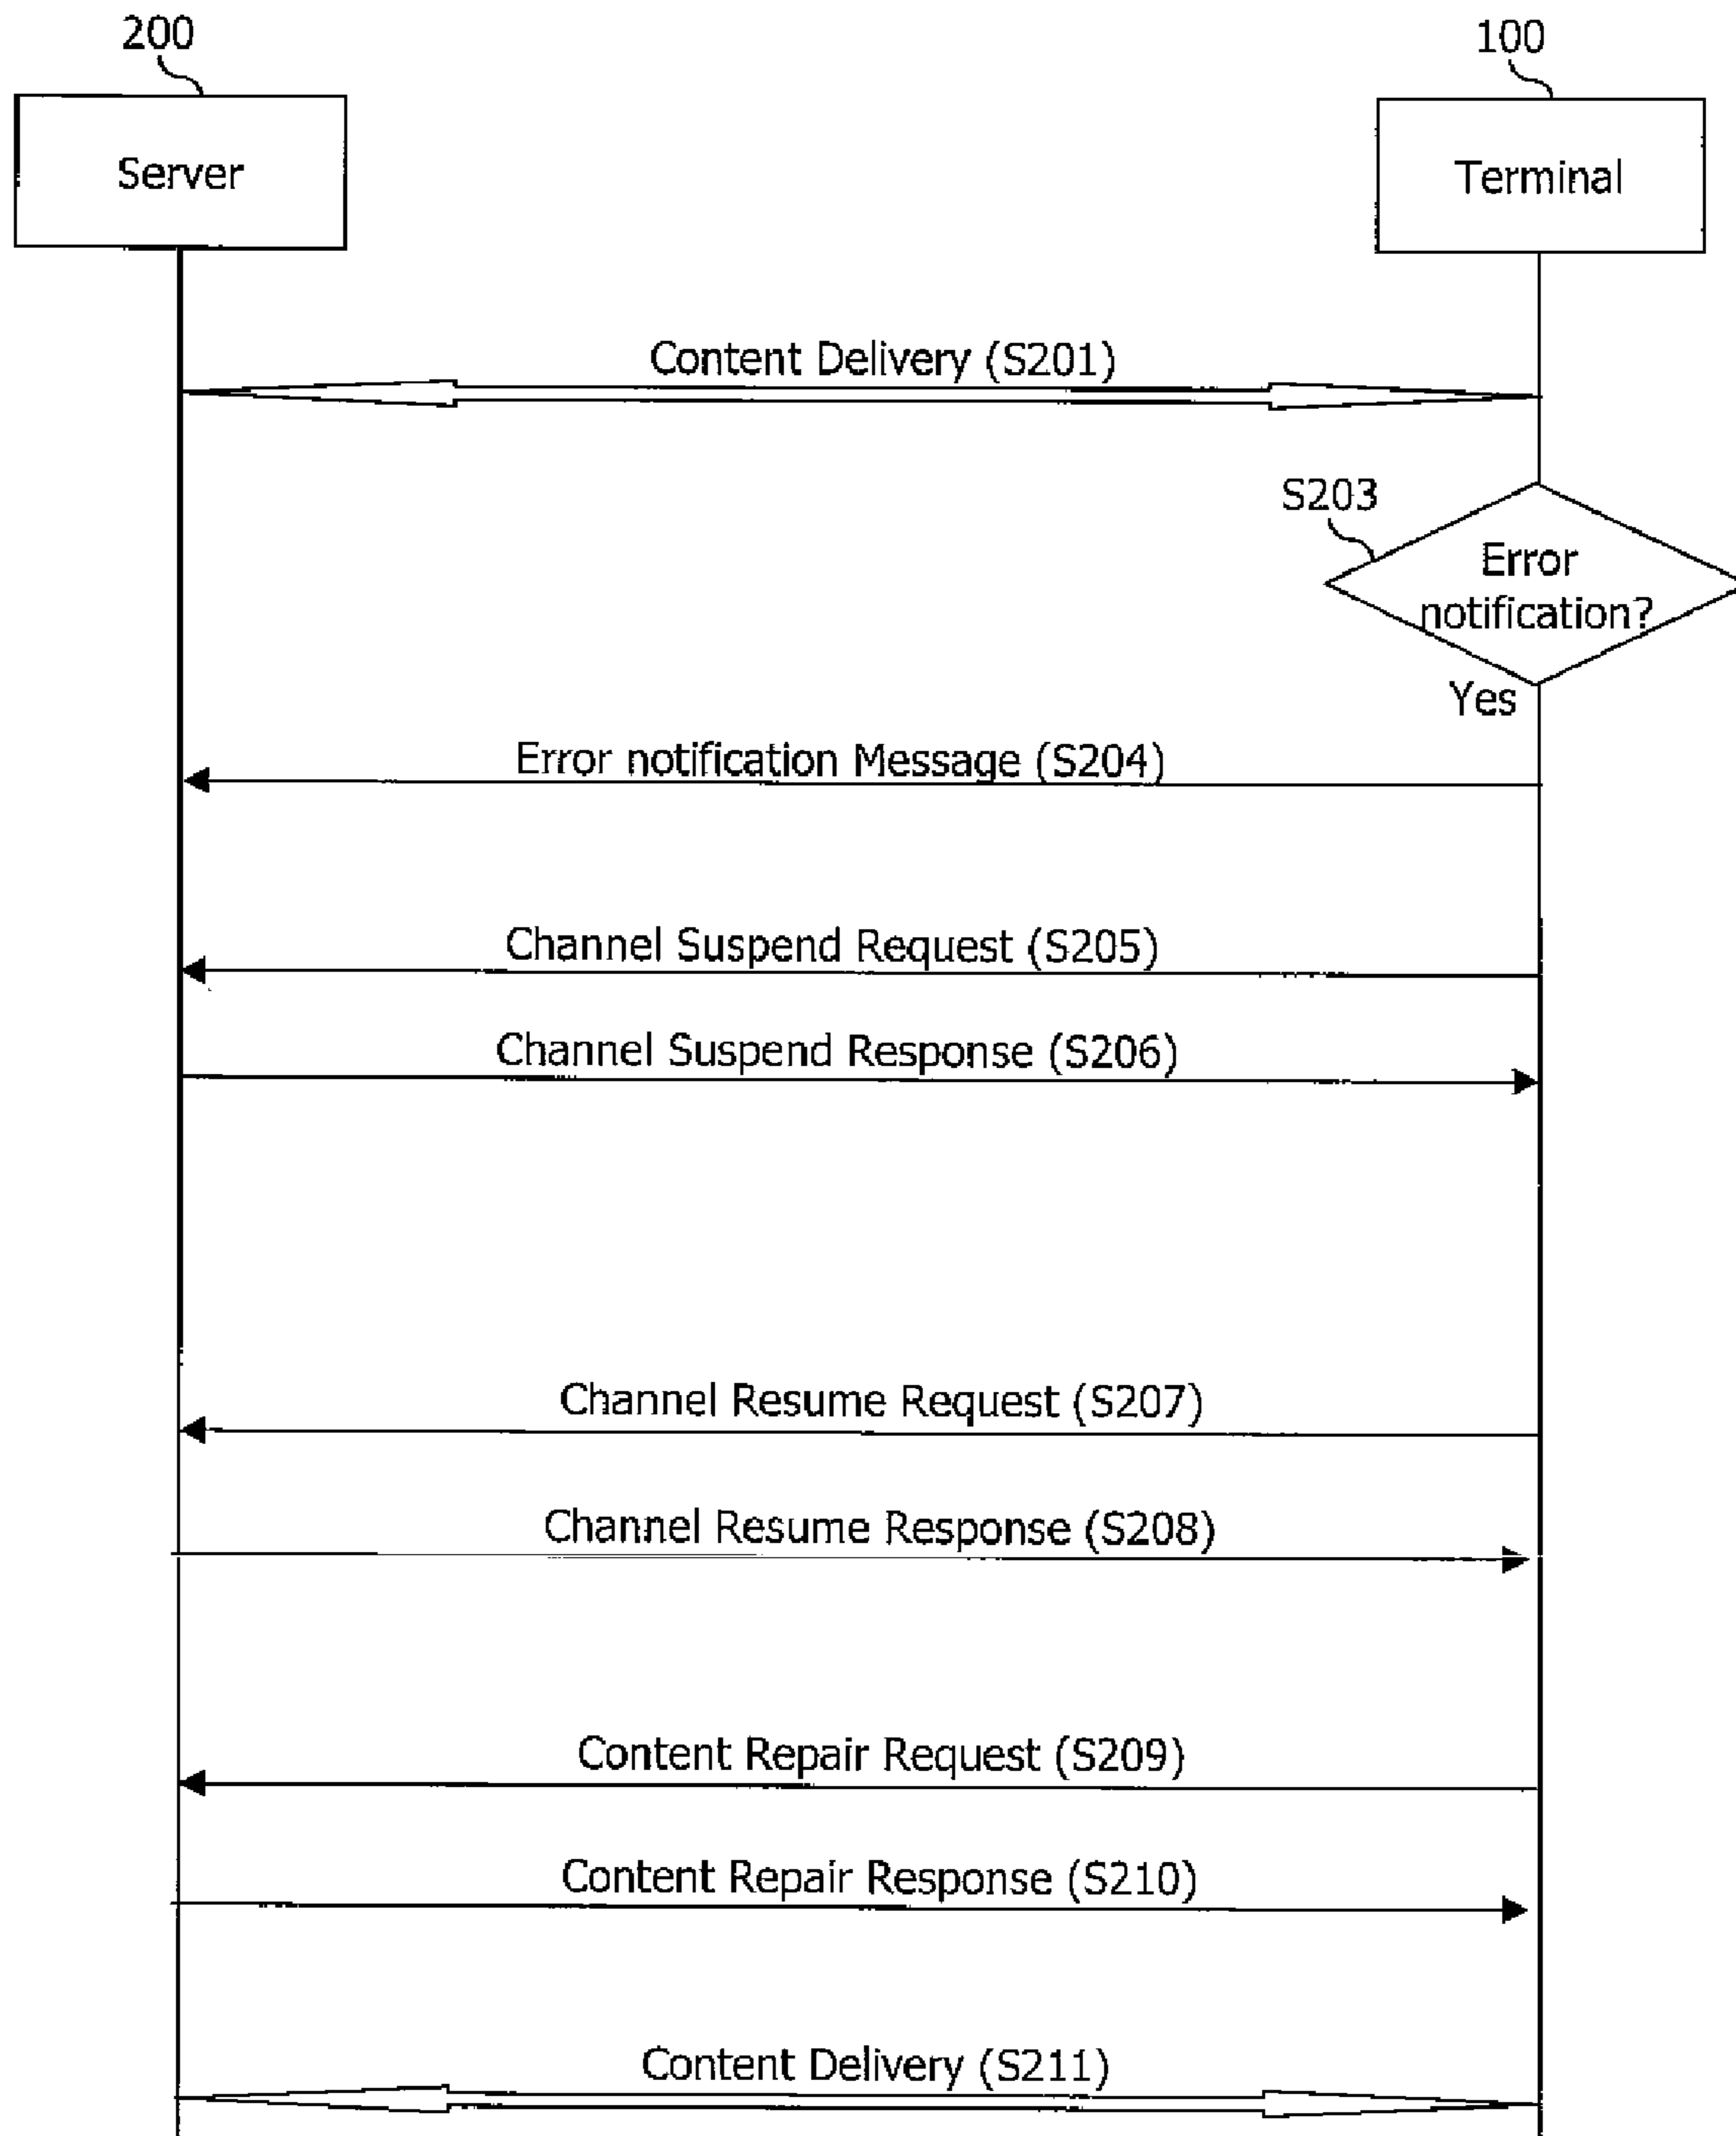 200
100
Server
Terminal
Content Delivery (S201)
S203
Error
notification?
Yes
Error notification Message (S204)
Channel Suspend Request (S205)
Channel Suspend Response (S206)
Channel Resume Request (S207)
Channel Resume Response (S208)
Content Repair Request (S209)
Content Repair Response (S210)
Content Delivery (S211)